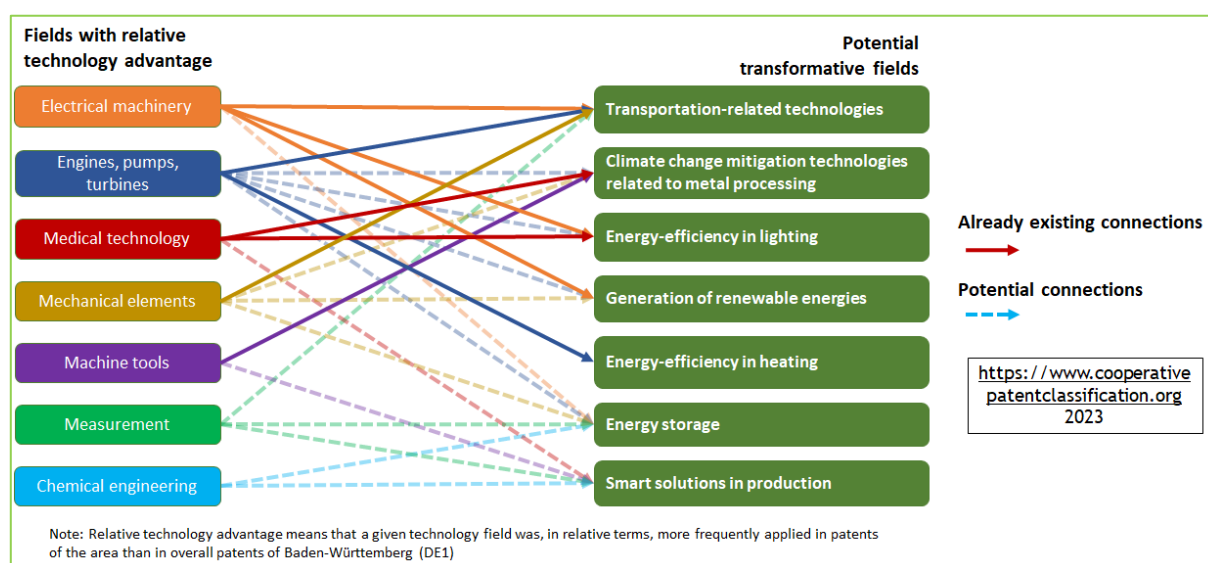 Fields with relative
technology advantage
Potential
transformative fields
Electrical machinery
Engines, pumps,
turbines
Medical technology
Mechanical elements
Machine tools
Measurement
Chemical engineering
Transportation-related technologies
Climate change mitigation technologies
related to metal processing
Energy-efficiency in lighting
Generation of renewable energies
Energy-efficiency in heating
Energy storage
Smart solutions in production
Already existing connections
Potential connections
https://www.cooperative
patentclassification.org
2023
Note: Relative technology advantage means that a given technology field was, in relative terms, more frequently applied in patents
of the area than in overall patents of Baden-Württemberg (DE1)